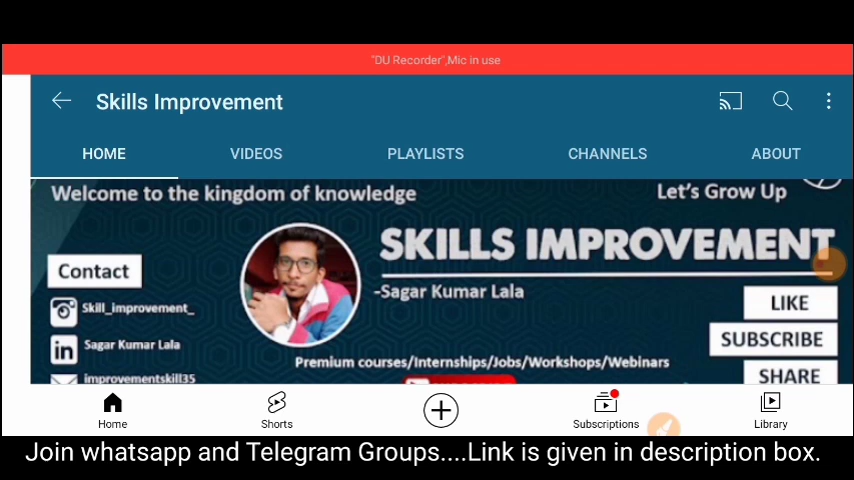 "DU Recorder",Mic in use
Skills Improvement
HOME VIDEOS PLAYLISTS CHANNELS ABOUT
Welcome to the kingdom of knowledge
Let's Grow Up
SKILLS IMPROVEMENT
-Sagar Kumar Lala
Contact
Skill_improvement_
Sagar Kumar Lala
improvementskill35
Premium courses/Internships/Jobs/Workshops/Webinars
LIKE
SUBSCRIBE
SHARE
Home Shorts Subscriptions Library
Join whatsapp and Telegram Groups....Link is given in description box.